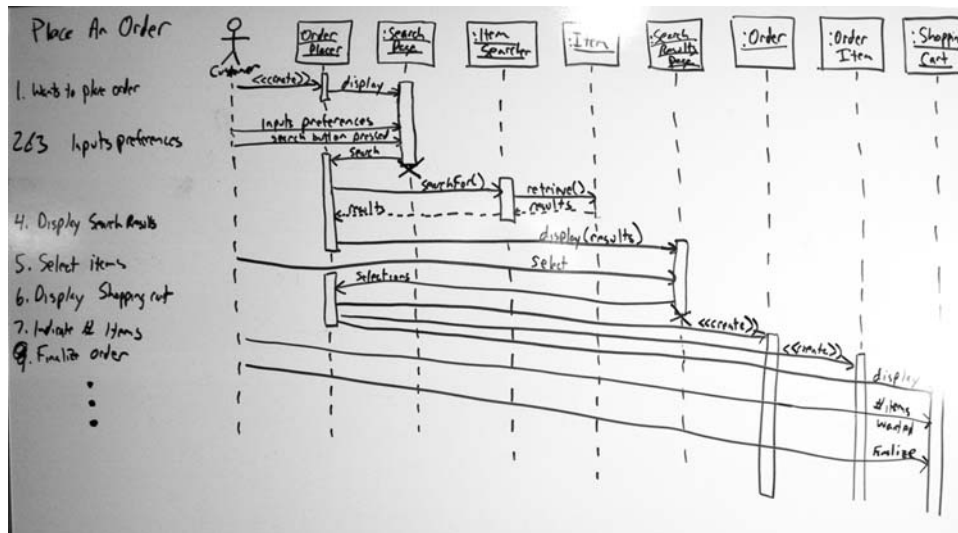 Place An Order
Customer
Order
Placer
:Search
Page
:Item
Searcher
:Item
:Search
Results
Page
:Order
:Order
Item
:Shopping
Cart
1. Wants to place order
<<create>>
display
Inputs preferences
search button pressed
2&3 Inputs preferences
search
searchFor()
retrieve()
results
results
4. Display Search Results
display(results)
5. Select items
select
selections
6. Display Shopping
7. Indicate # Items
<<create>>
<<create>>
Finalize order
display
# items
wanted
Finalize